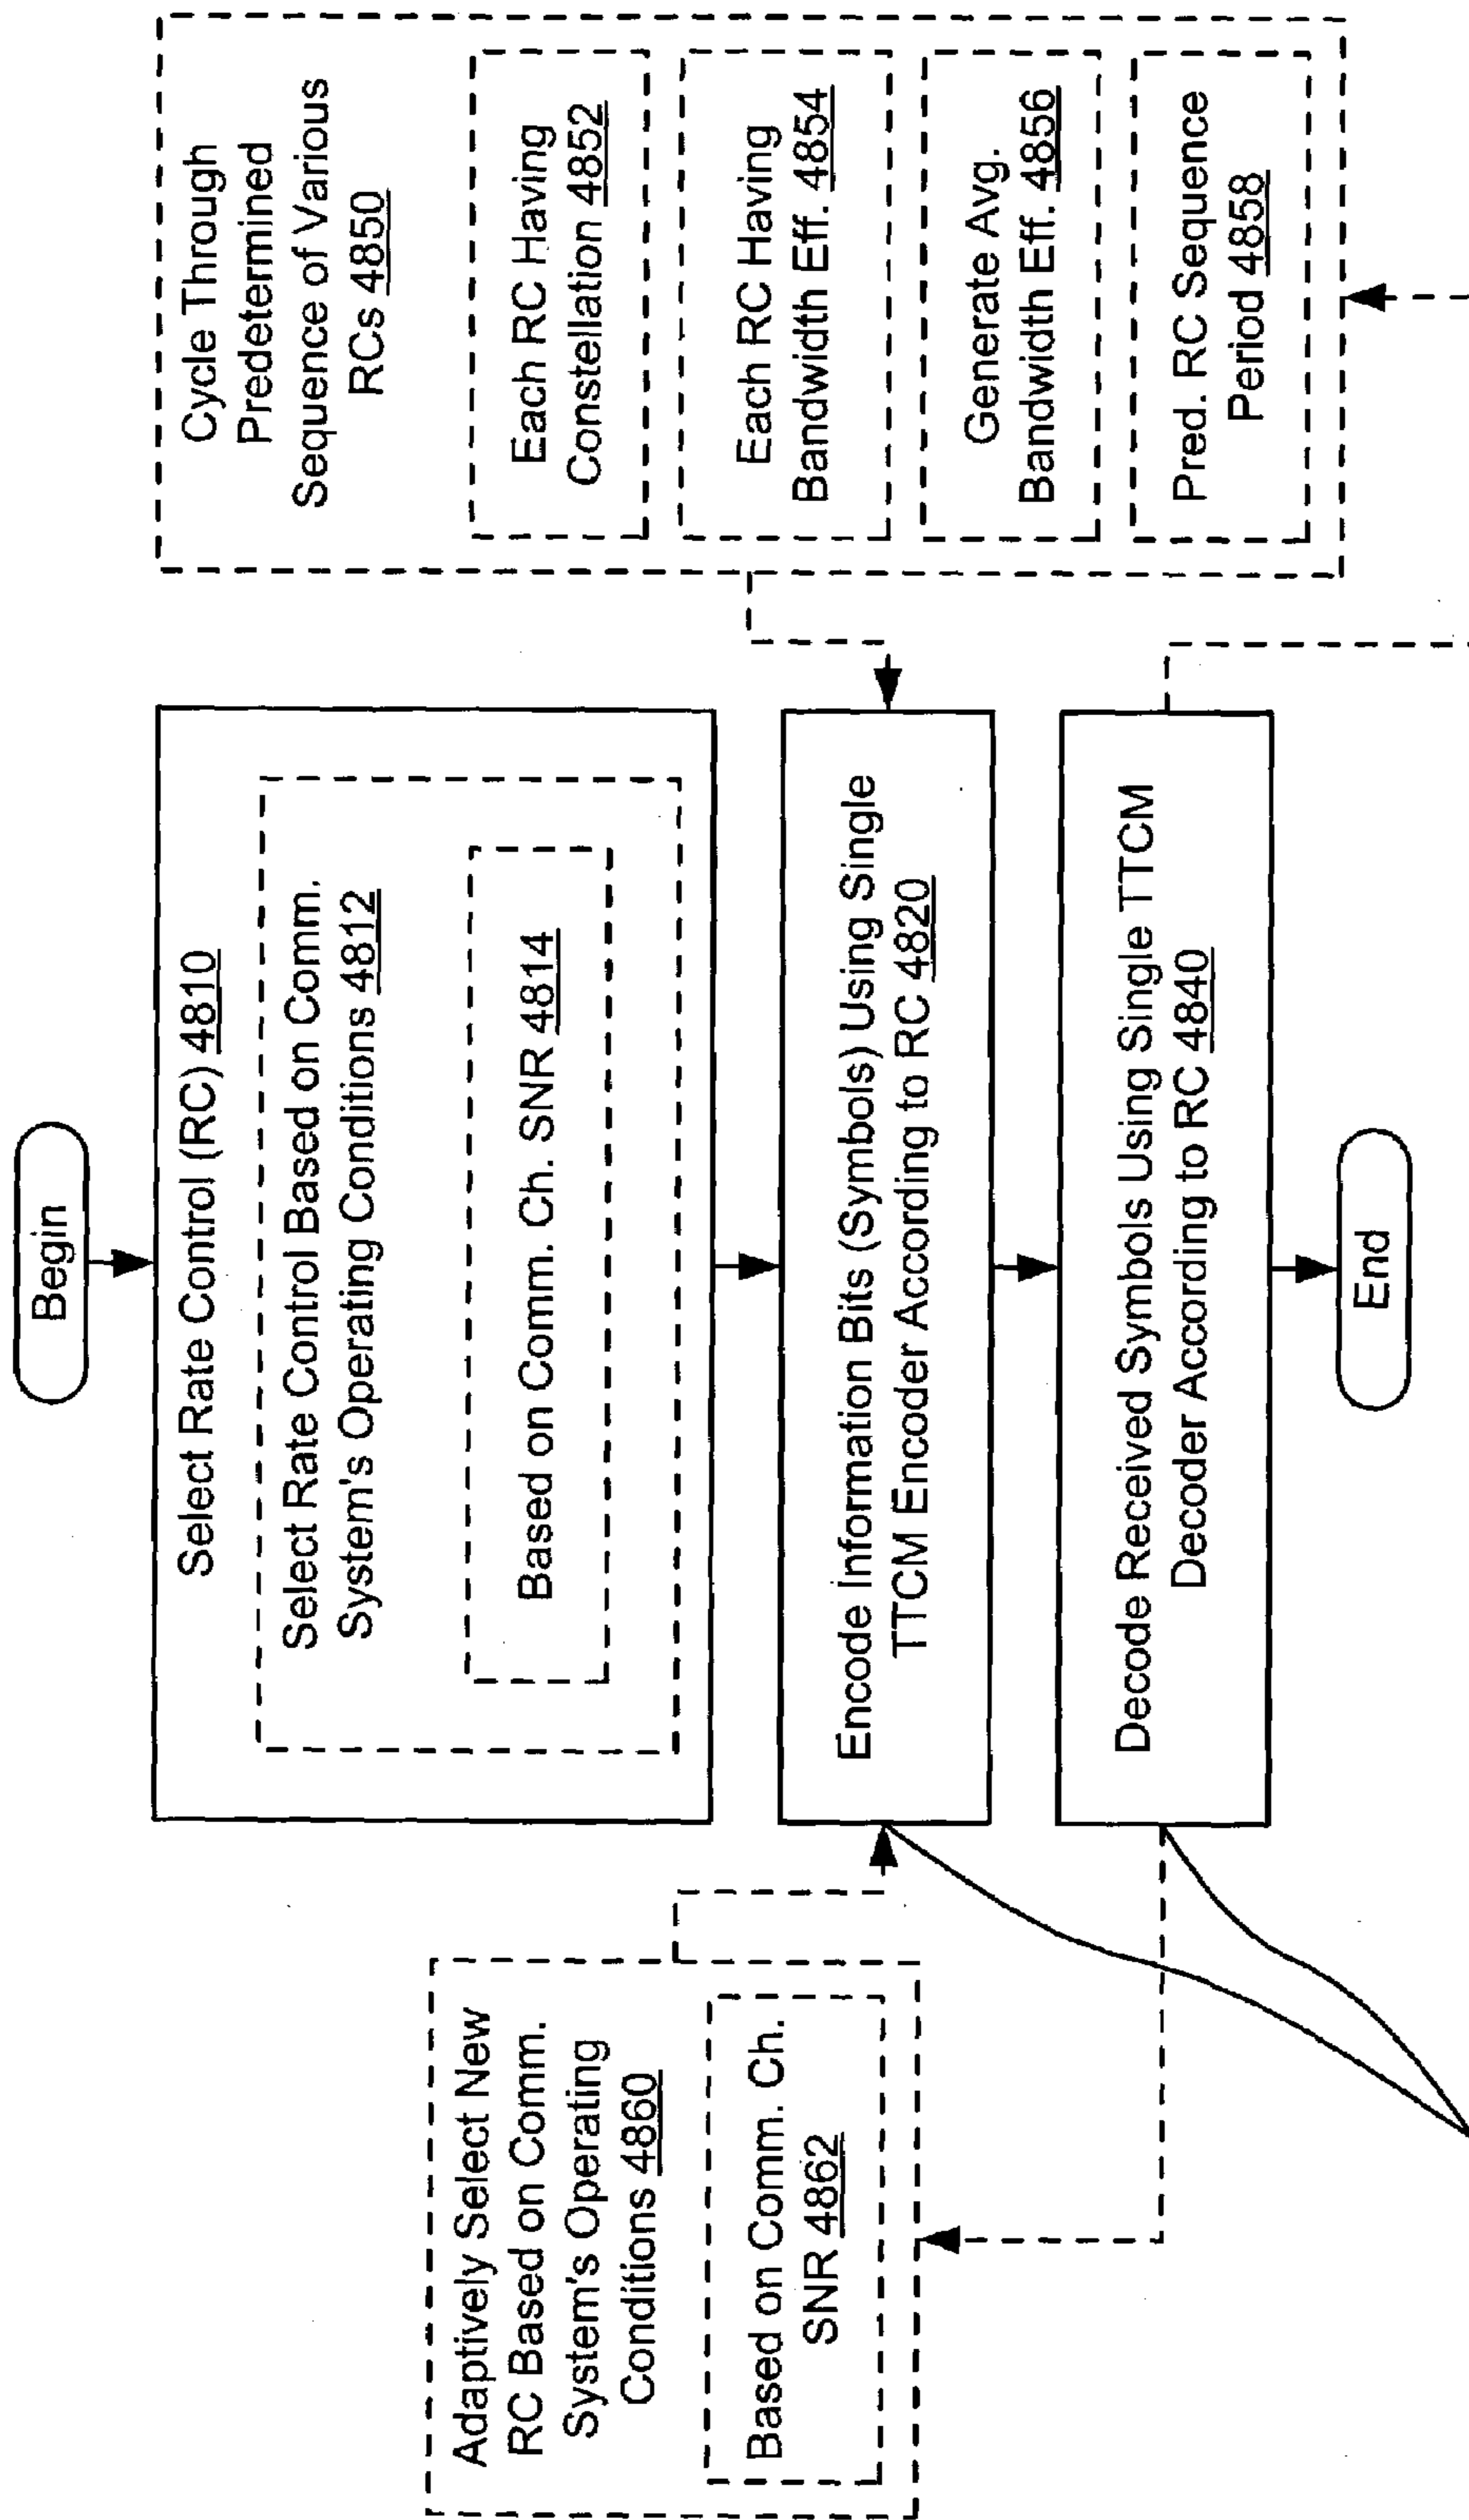 Begin
Select Rate Control (RC) 4810
Select Rate Control Based on Comm.
System's Operating Conditions 4812
Based on Comm. Ch. SNR 4814
Encode Information Bits (Symbols) Using Single
TTCM Encoder According to RC 4820
Decode Received Symbols Using Single TTCM
Decoder According to RC 4840
End
Adaptively Select New
RC Based on Comm.
System's Operating
Conditions 4860
Based on Comm. Ch.
SNR 4862
Cycle Through
Predetermined
Sequence of Various
RCs 4850
Each RC Having
Constellation 4852
Each RC Having
Bandwidth Eff. 4854
Generate Avg.
Bandwidth Eff. 4856
Pred. RC Sequence
Period 4858